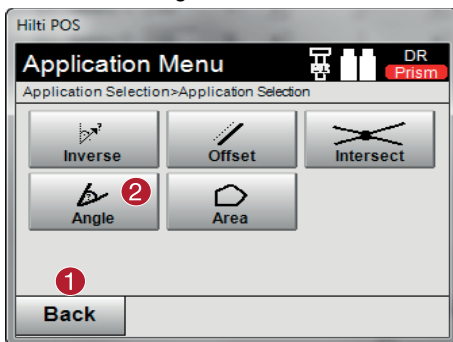 Hilti POS
Application Menu
DR
Prism
Application Selection>Application Selection
Inverse
Offset
Intersect
Angle
2
Area
1
Back